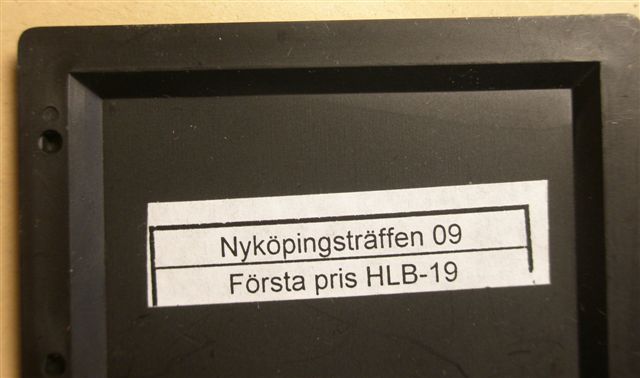 Nyköpingsträffen 09
Första pris HLB-19